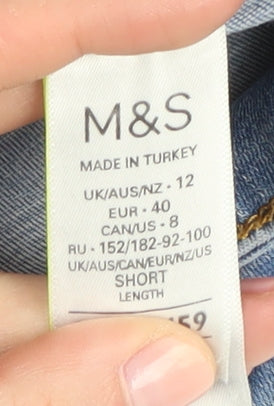 M&S
MADE IN TURKEY
UK/AUS/NZ • 12
EUR • 40
CAN/US • 8
RU • 152/182-92-100
UK/AUS/CAN/EUR/NZ/US
SHORT
LENGTH